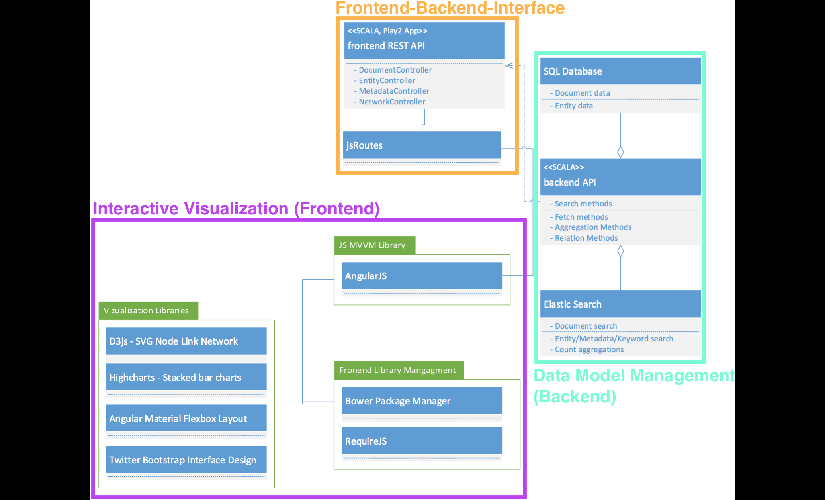 Frontend-Backend-Interface
<<SCALA, Play2 App>>
frontend REST API
- DocumentController
- EntityController
- MetadataController
- NetworkController
jsRoutes
SQL Database
- Document data
- Entity data
<<SCALA>>
backend API
- Search methods
- Fetch methods
- Aggregation Methods
- Relation Methods
Elastic Search
- Document search
- Entity/Metadata/Keyword search
- Count aggregations
Data Model Management
(Backend)
Interactive Visualization (Frontend)
JS MVVM Library
AngularJS
Vizualisation Libraries
D3js - SVG Node Link Network
Highcharts - Stacked bar charts
Angular Material Flexbox Layout
Twitter Bootstrap Interface Design
Fronend Library Mangagment
Bower Package Manager
RequireJS